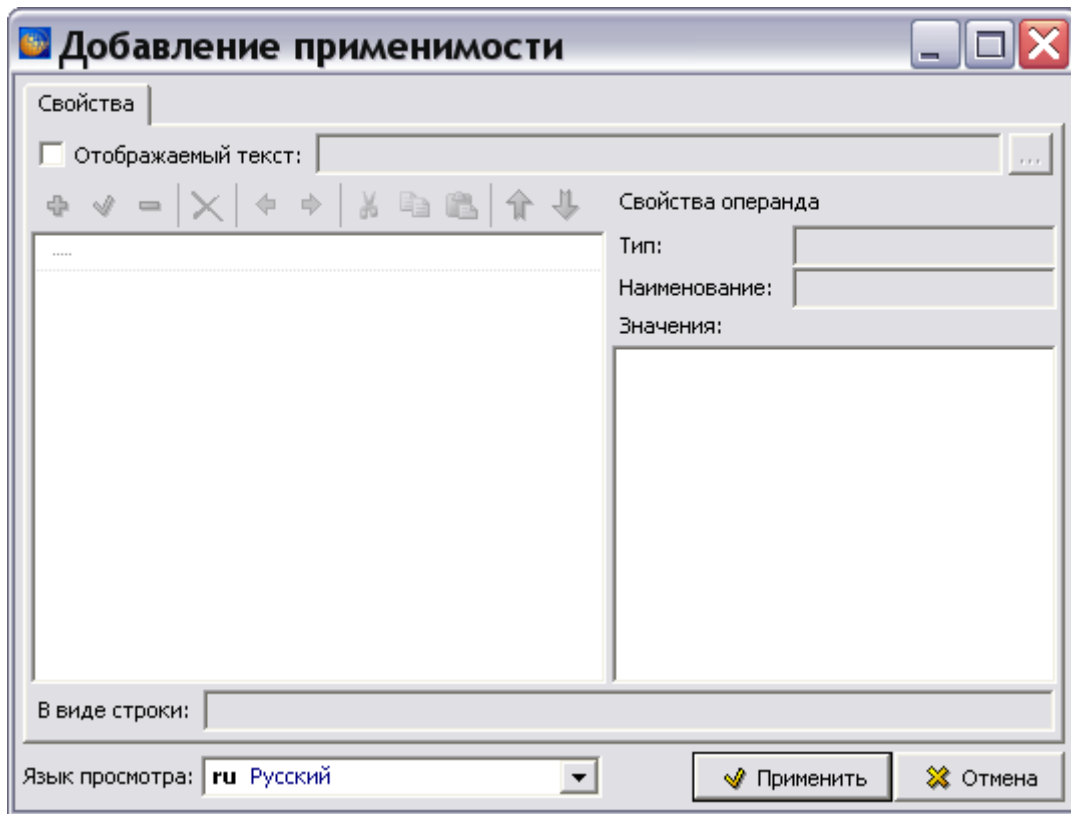 Добавление применимости
Свойства
Отображаемый текст:
...
Свойства операнда
.....
Тип:
Наименование:
Значения:
В виде строки:
Язык просмотра: ru Русский
Применить
Отмена